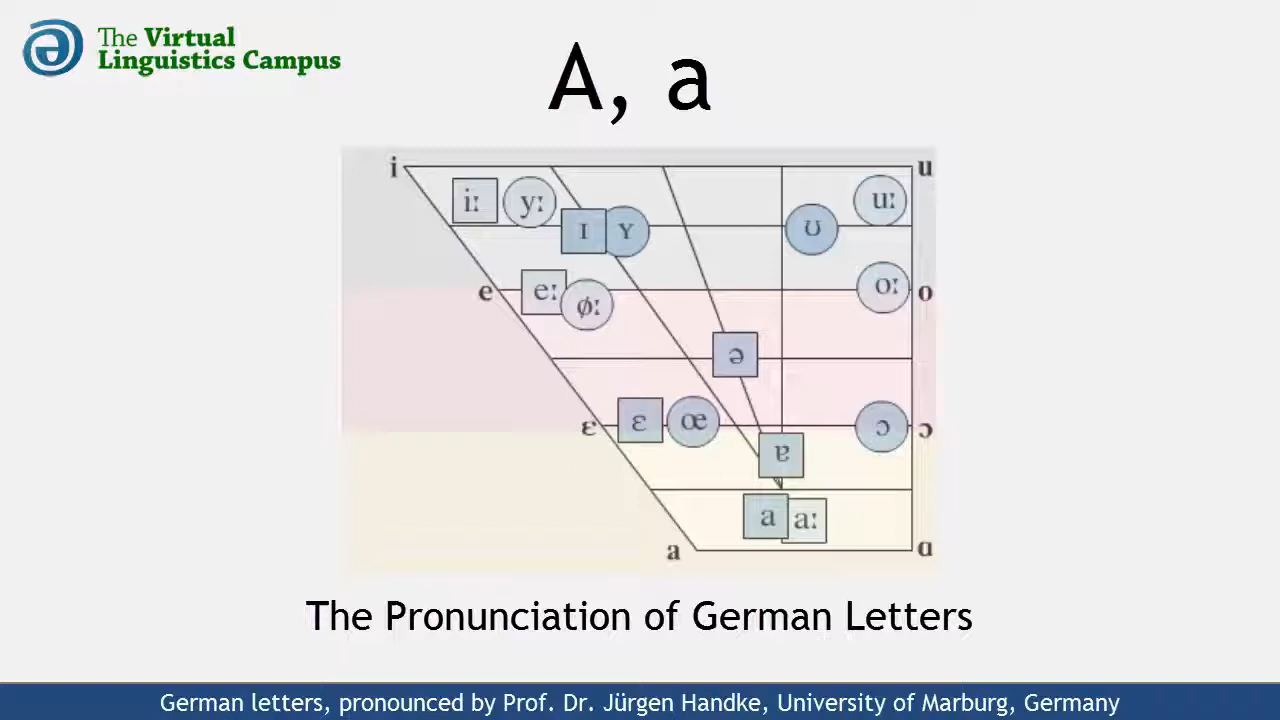 The Virtual
Linguistics Campus
A, a
i u
iː yː uː
ɪ ʏ ʊ
e eː øː oː o
ə
ɛ ɛ œ ɔ ɔ
ɐ
a aː
a ɑ
The Pronunciation of German Letters
German letters, pronounced by Prof. Dr. Jürgen Handke, University of Marburg, Germany